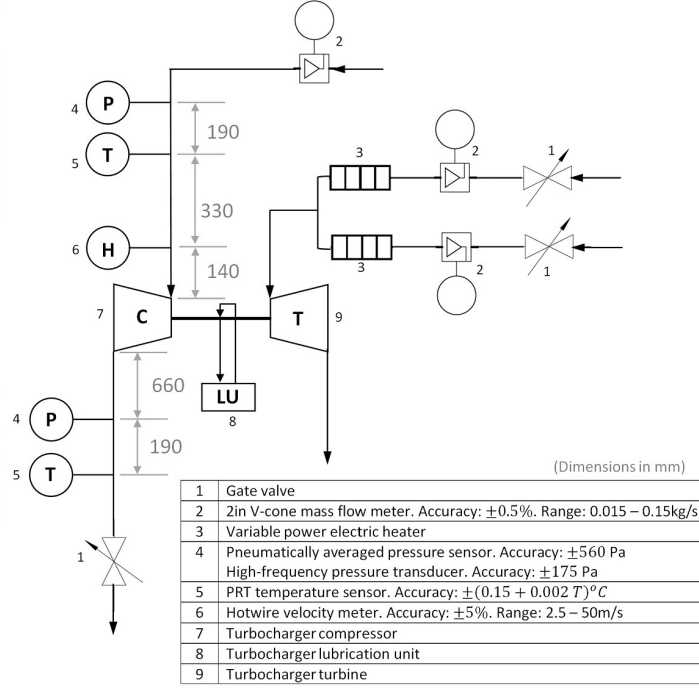 2
4
P
190
5
T
3
2
1
330
6
H
3
2
1
140
7
C
T
9
660
LU
8
4
P
190
5
T
(Dimensions in mm)
1
1 Gate valve
2 2in V-cone mass flow meter. Accuracy: ±0.5%. Range: 0.015 – 0.15kg/s
3 Variable power electric heater
4 Pneumatically averaged pressure sensor. Accuracy: ±560 Pa
High-frequency pressure transducer. Accuracy: ±175 Pa
5 PRT temperature sensor. Accuracy: ±(0.15 + 0.002 T)°C
6 Hotwire velocity meter. Accuracy: ±5%. Range: 2.5 – 50m/s
7 Turbocharger compressor
8 Turbocharger lubrication unit
9 Turbocharger turbine